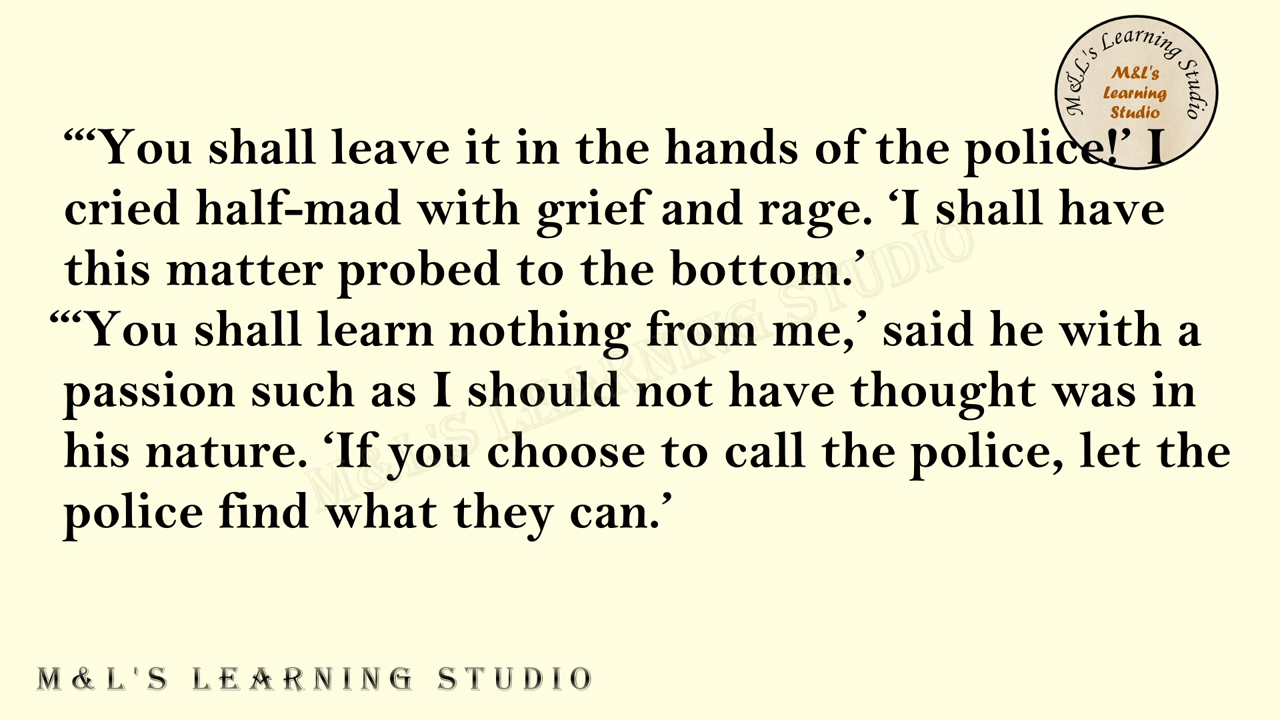 M&L's Learning Studio
M&L's
Learning
Studio
“‘You shall leave it in the hands of the police!’ I
cried half-mad with grief and rage. ‘I shall have
this matter probed to the bottom.’
“‘You shall learn nothing from me,’ said he with a
passion such as I should not have thought was in
his nature. ‘If you choose to call the police, let the
police find what they can.’
M&L'S LEARNING STUDIO
M&L'S LEARNING STUDIO